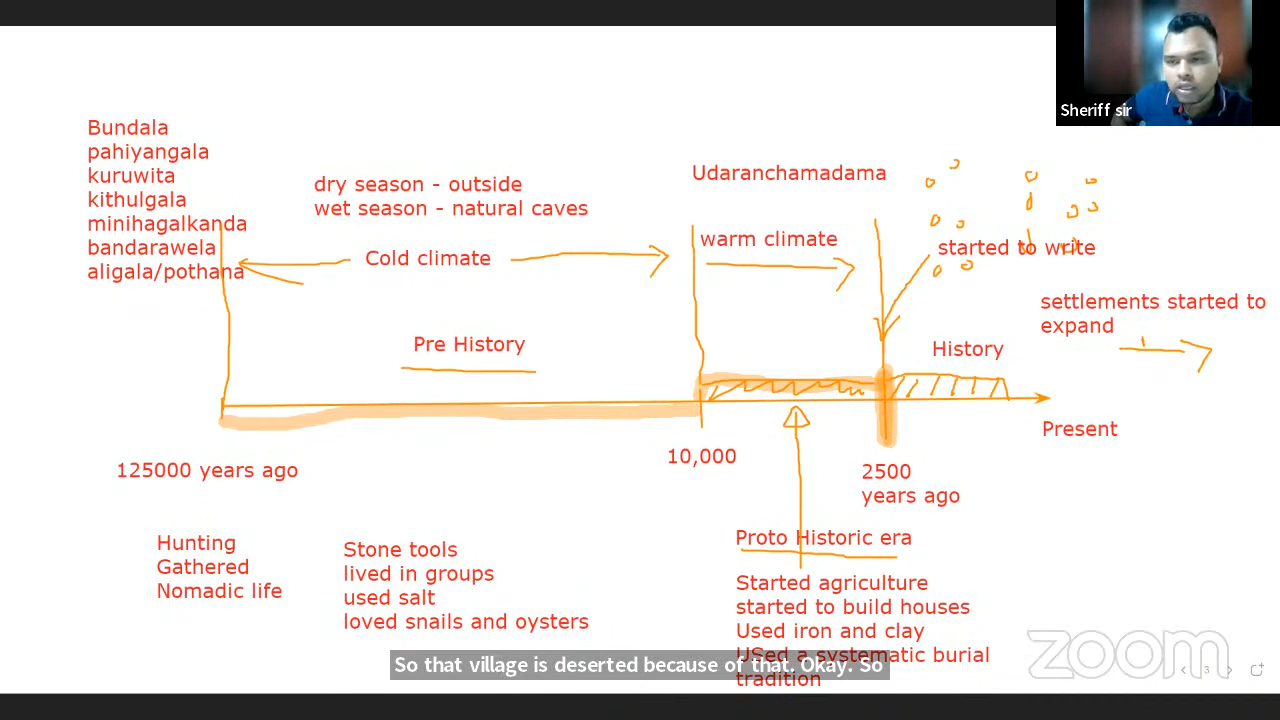 Sheriff sir
Bundala
pahiyangala
kuruwita
kithulgala
minihagalkanda
bandarawela
aligala/pothana
dry season - outside
wet season - natural caves
Cold climate
Udaranchamadama
warm climate
started to write
settlements started to
expand
Pre History
History
Present
125000 years ago
10,000
2500
years ago
Hunting
Gathered
Nomadic life
Stone tools
lived in groups
used salt
loved snails and oysters
Proto Historic era
Started agriculture
started to build houses
Used iron and clay
USed a systematic burial
tradition
So that village is deserted because of that. Okay. So
zoom
3